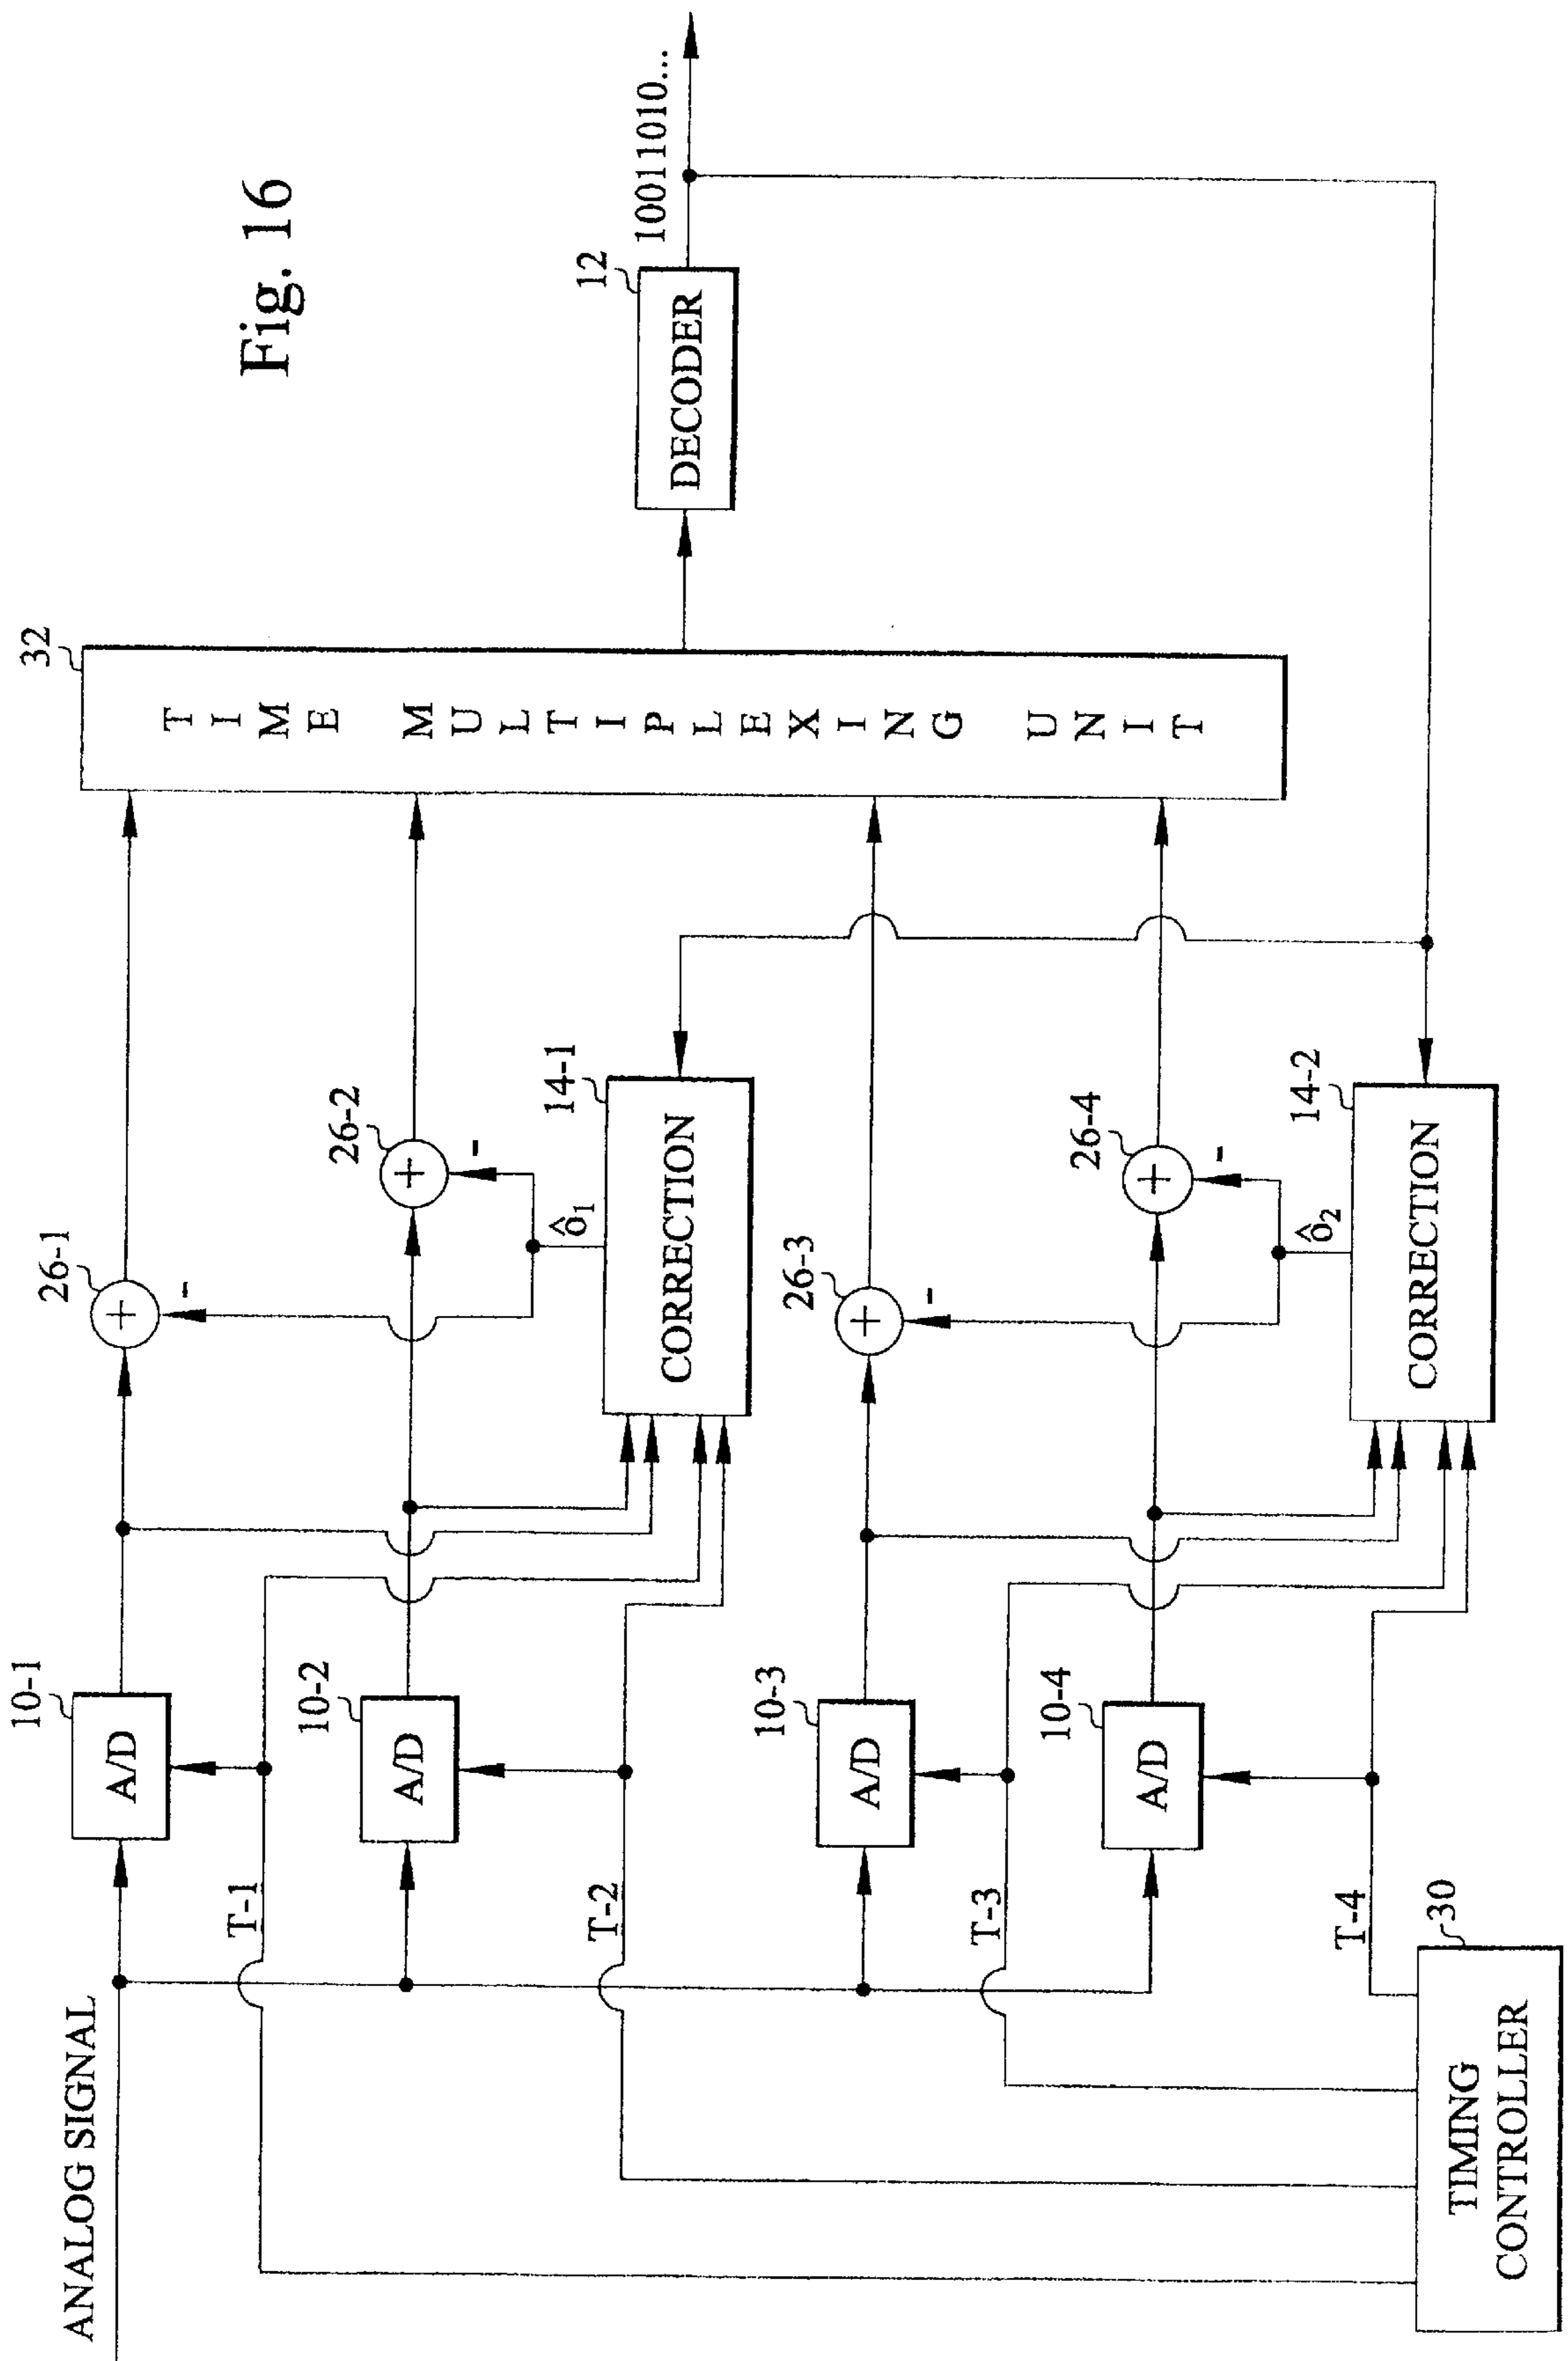 Fig. 16
ANALOG SIGNAL
10-1
A/D
T-1
26-1
-
+
10-2
A/D
T-2
26-2
-
+
14-1
CORRECTION
ô1
32
TIME MULTIPLEXING UNIT
12
DECODER
10011010...
10-3
A/D
T-3
26-3
-
+
10-4
A/D
T-4
26-4
-
+
14-2
CORRECTION
ô2
30
TIMING
CONTROLLER